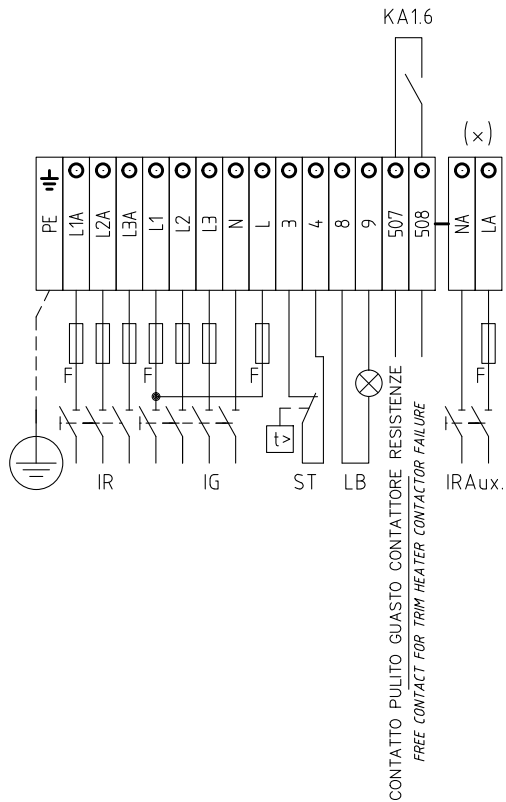 KA1.6
(x)
PE
L1A
L2A
L3A
L1
L2
L3
N
L
3
4
8
9
507
508
NA
LA
F
F
F
F
t>
IR
IG
ST
LB
IRAux.
CONTATTO PULITO GUASTO CONTATTORE RESISTENZE
FREE CONTACT FOR TRIM HEATER CONTACTOR FAILURE